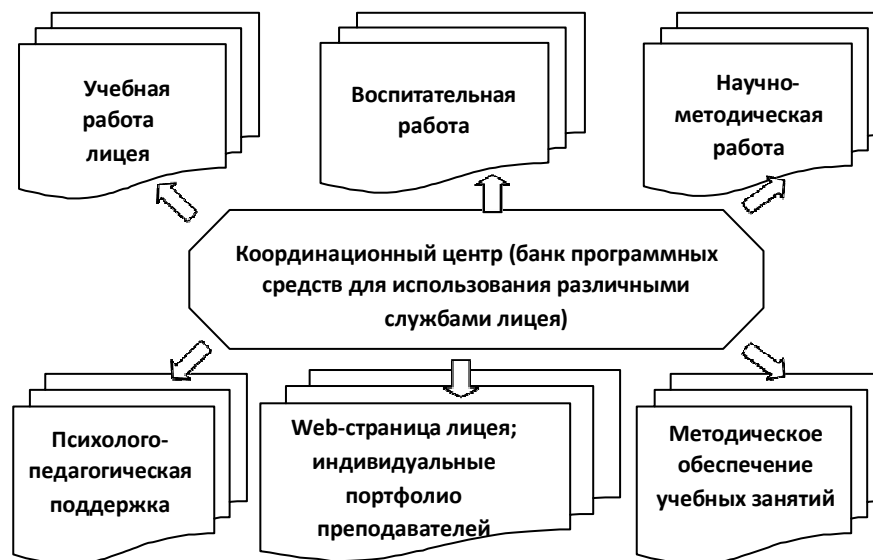 Учебная
работа
лицея
Воспитательная
работа
Научно-
методическая
работа
Координационный центр (банк программных
средств для использования различными
службами лицея)
Психолого-
педагогическая
поддержка
Web-страница лицея;
индивидуальные
портфолио
преподавателей
Методическое
обеспечение
учебных занятий